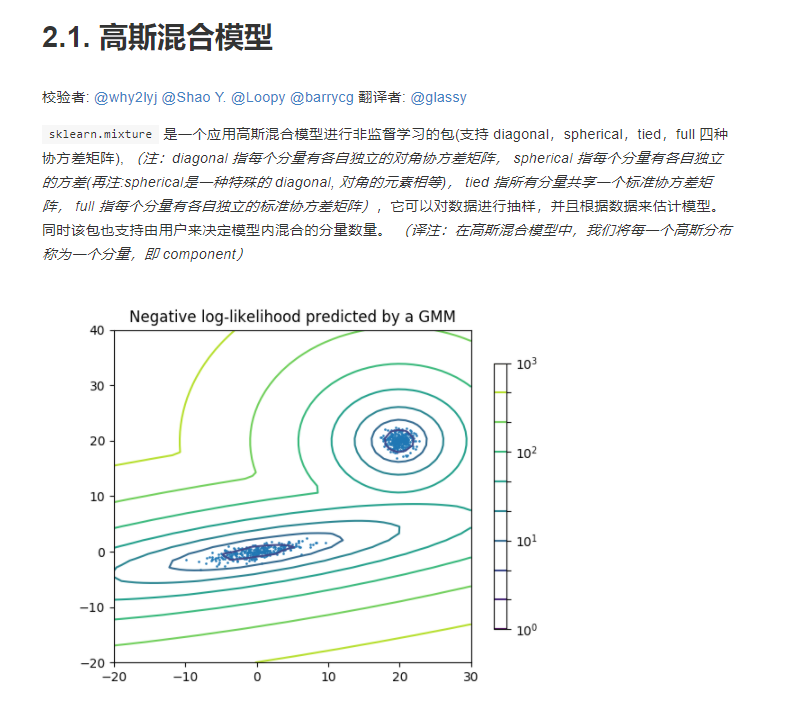 2.1. 高斯混合模型
校验者: @why2lyj @Shao Y. @Loopy @barrycg 翻译者: @glassy
sklearn.mixture 是一个应用高斯混合模型进行非监督学习的包(支持 diagonal，spherical，tied，full 四种
协方差矩阵), （注：diagonal 指每个分量有各自独立的对角协方差矩阵， spherical 指每个分量有各自独立
的方差(再注:spherical是一种特殊的 diagonal, 对角的元素相等)， tied 指所有分量共享一个标准协方差矩
阵， full 指每个分量有各自独立的标准协方差矩阵），它可以对数据进行抽样，并且根据数据来估计模型。
同时该包也支持由用户来决定模型内混合的分量数量。 （译注：在高斯混合模型中，我们将每一个高斯分布
称为一个分量，即 component）
Negative log-likelihood predicted by a GMM
40
30
20
10
0
−10
−20
−20 −10 0 10 20 30
10³
10²
10¹
10⁰